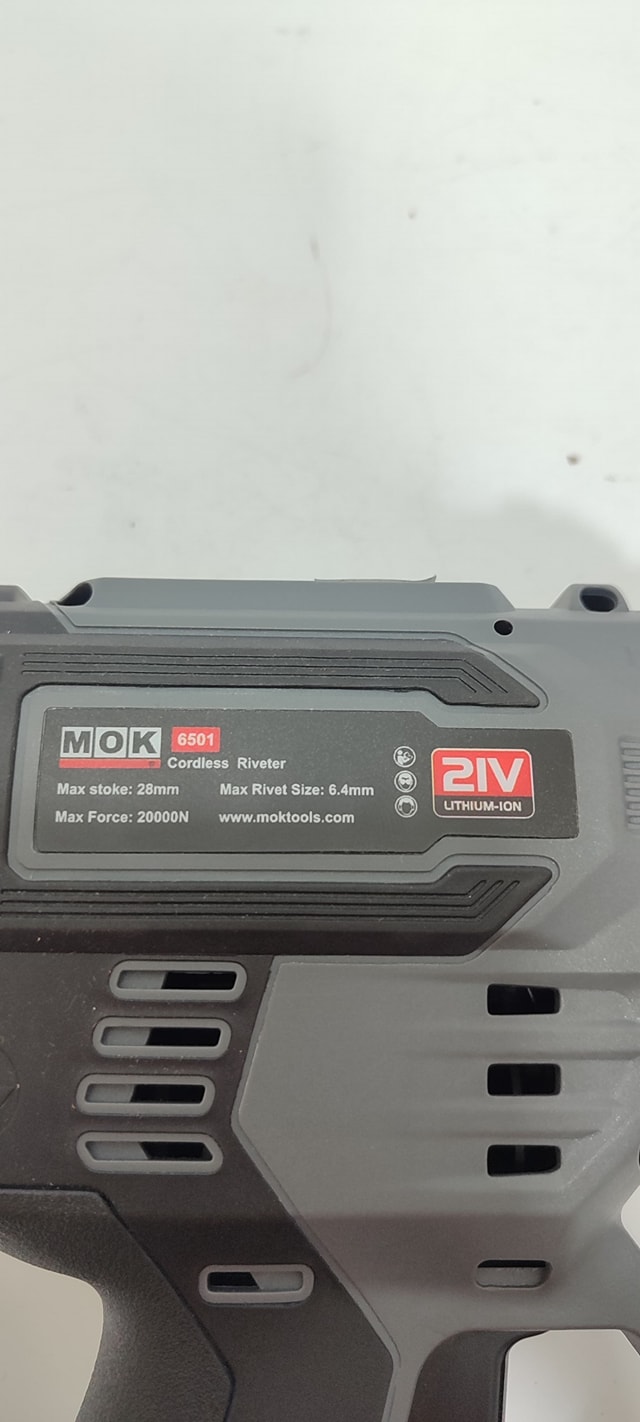 MOK 6501
Cordless Riveter
Max stoke: 28mm Max Rivet Size: 6.4mm
Max Force: 20000N www.moktools.com
21V
LITHIUM-ION